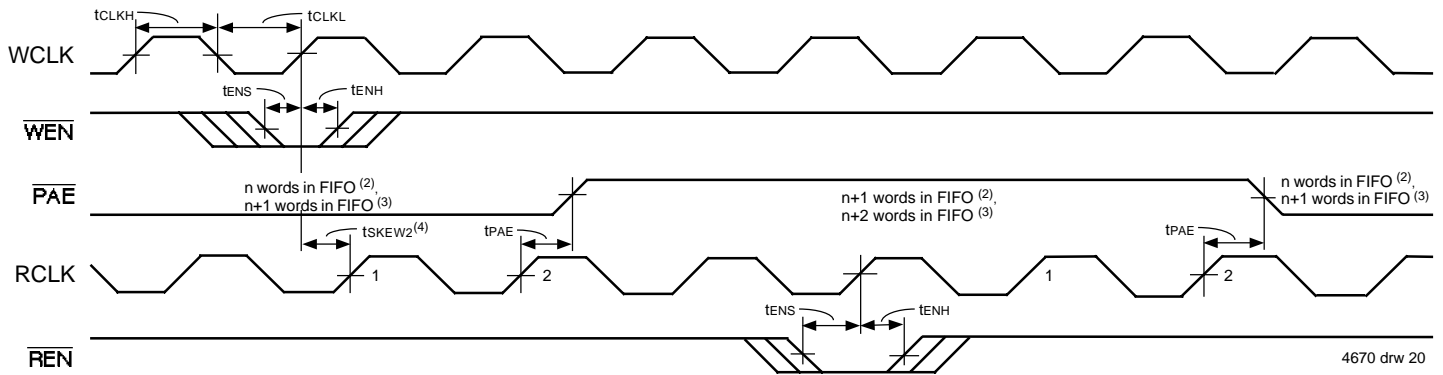 tCLKH
tCLKL
WCLK
tENS
tENH
WEN
PAE
n words in FIFO (2),
n+1 words in FIFO (3)
n+1 words in FIFO (2),
n+2 words in FIFO (3)
n words in FIFO (2),
n+1 words in FIFO (3)
tSKEW2(4)
tPAE
tPAE
RCLK
1
2
1
2
tENS
tENH
REN
4670 drw 20